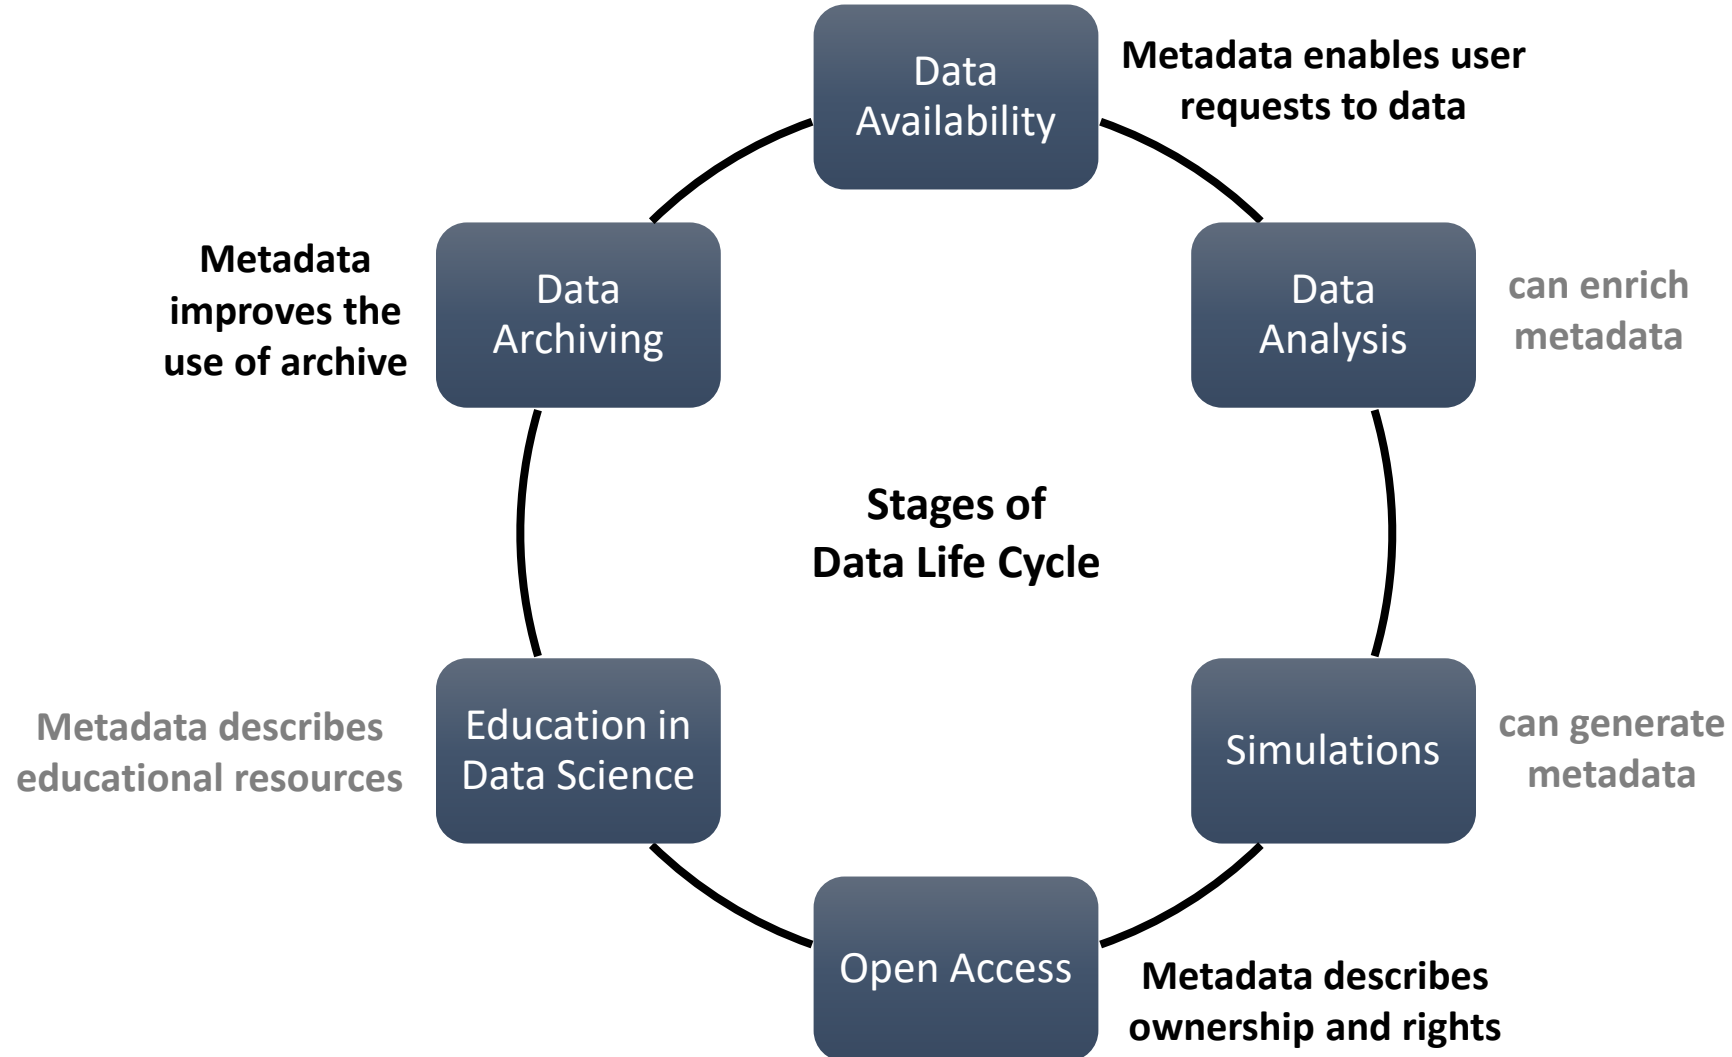 Data
Availability
Metadata enables user
requests to data
Data
Analysis
can enrich
metadata
Simulations
can generate
metadata
Open Access
Metadata describes
ownership and rights
Education in
Data Science
Metadata describes
educational resources
Data
Archiving
Metadata
improves the
use of archive
Stages of
Data Life Cycle